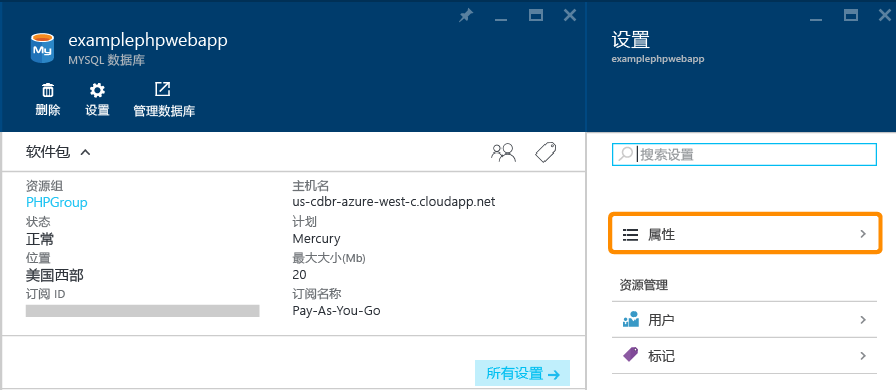 examplephpwebapp
MYSQL 数据库
删除
设置
管理数据库
软件包
资源组
PHPGroup
状态
正常
位置
美国西部
订阅 ID
主机名
us-cdbr-azure-west-c.cloudapp.net
计划
Mercury
最大大小(Mb)
20
订阅名称
Pay-As-You-Go
所有设置 →
设置
examplephpwebapp
搜索设置
属性
资源管理
用户
标记
My